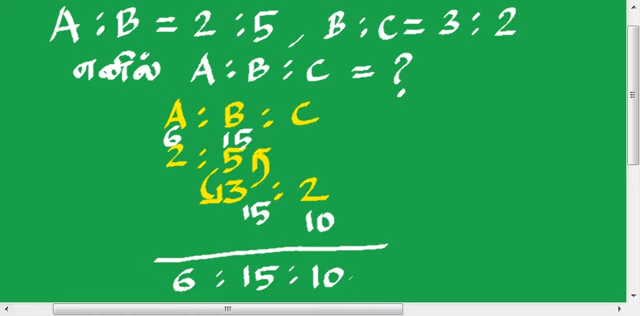 A : B = 2 : 5 , B : C = 3 : 2
எனில் A : B : C = ?
A : B : C
6 15
2 : 5
3 : 2
15 10
6 : 15 : 10